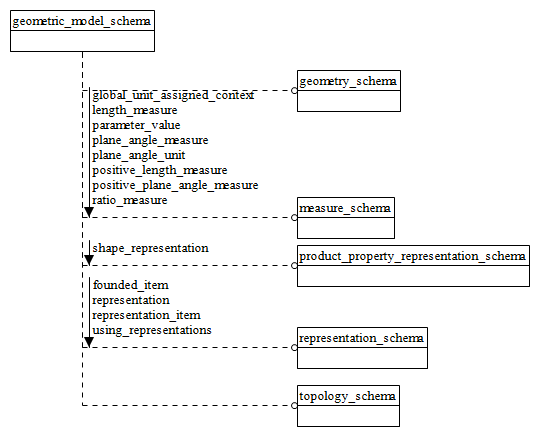 geometric_model_schema
geometry_schema
global_unit_assigned_context
length_measure
parameter_value
plane_angle_measure
plane_angle_unit
positive_length_measure
positive_plane_angle_measure
ratio_measure
measure_schema
shape_representation
product_property_representation_schema
founded_item
representation
representation_item
using_representations
representation_schema
topology_schema